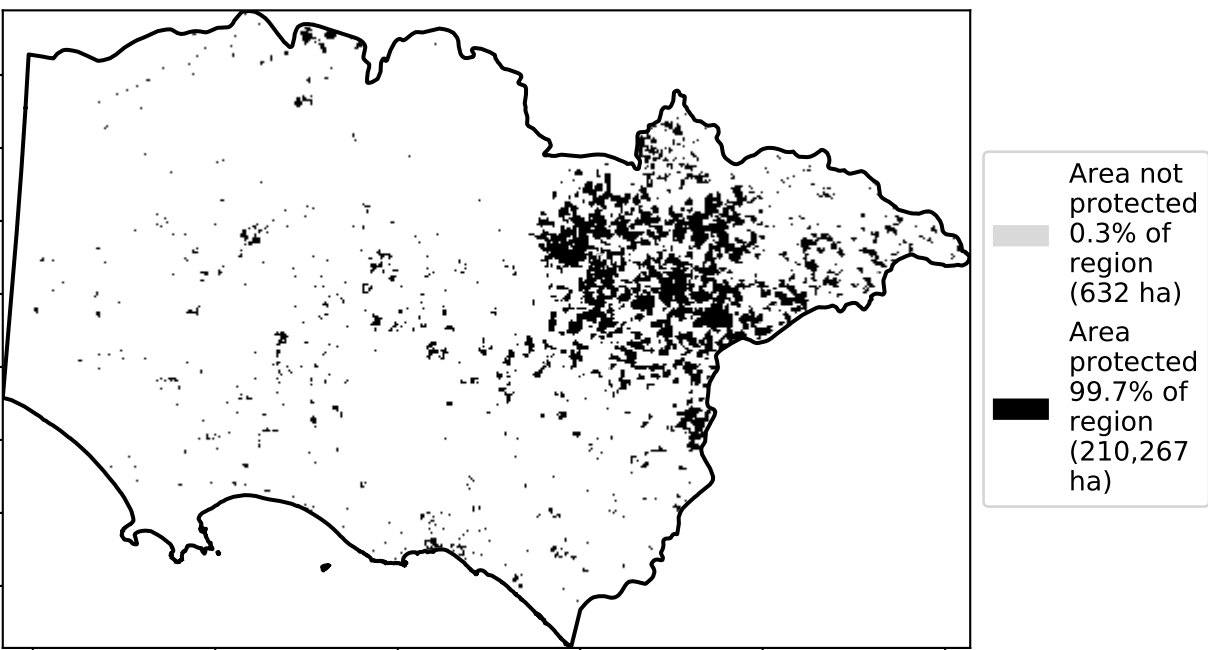 Area not
protected
0.3% of
region
(632 ha)
Area
protected
99.7% of
region
(210,267
ha)